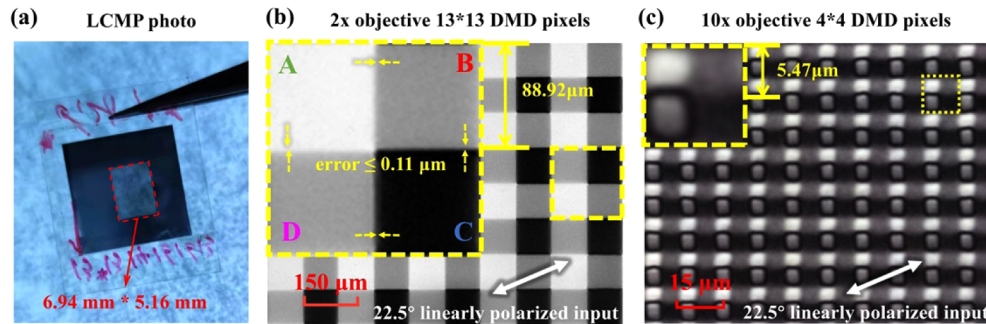 (a)
LCMP photo
6.94 mm * 5.16 mm
(b)
2x objective 13*13 DMD pixels
A
B
88.92μm
error ≤ 0.11 μm
D
C
150 μm
22.5° linearly polarized input
(c)
10x objective 4*4 DMD pixels
5.47μm
15 μm
22.5° linearly polarized input